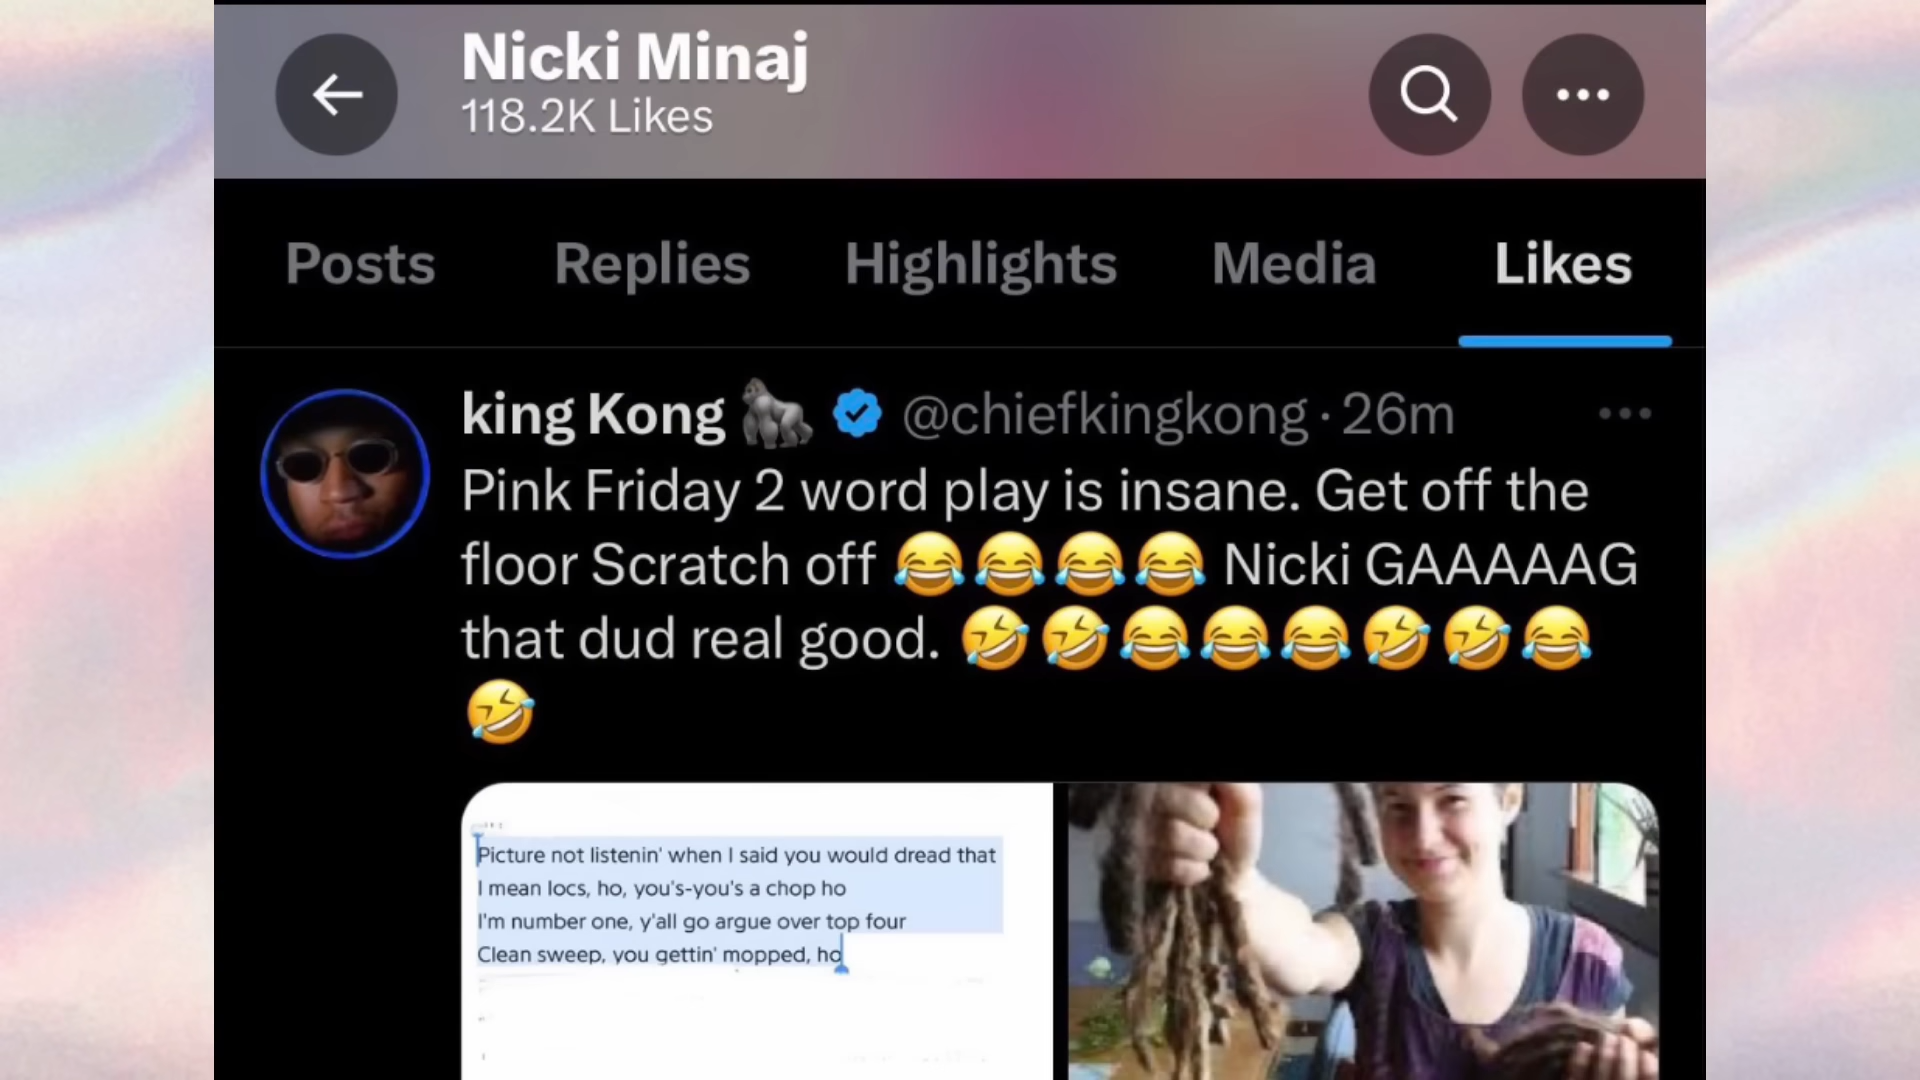 Nicki Minaj
118.2K Likes
Posts Replies Highlights Media Likes
king Kong 🦍 @chiefkingkong · 26m
Pink Friday 2 word play is insane. Get off the
floor Scratch off 😂😂😂😂 Nicki GAAAAAG
that dud real good. 🤣🤣😂😂😂🤣🤣😂
🤣
Picture not listenin' when I said you would dread that
I mean locs, ho, you's-you's a chop ho
I'm number one, y'all go argue over top four
Clean sweep, you gettin' mopped, ho